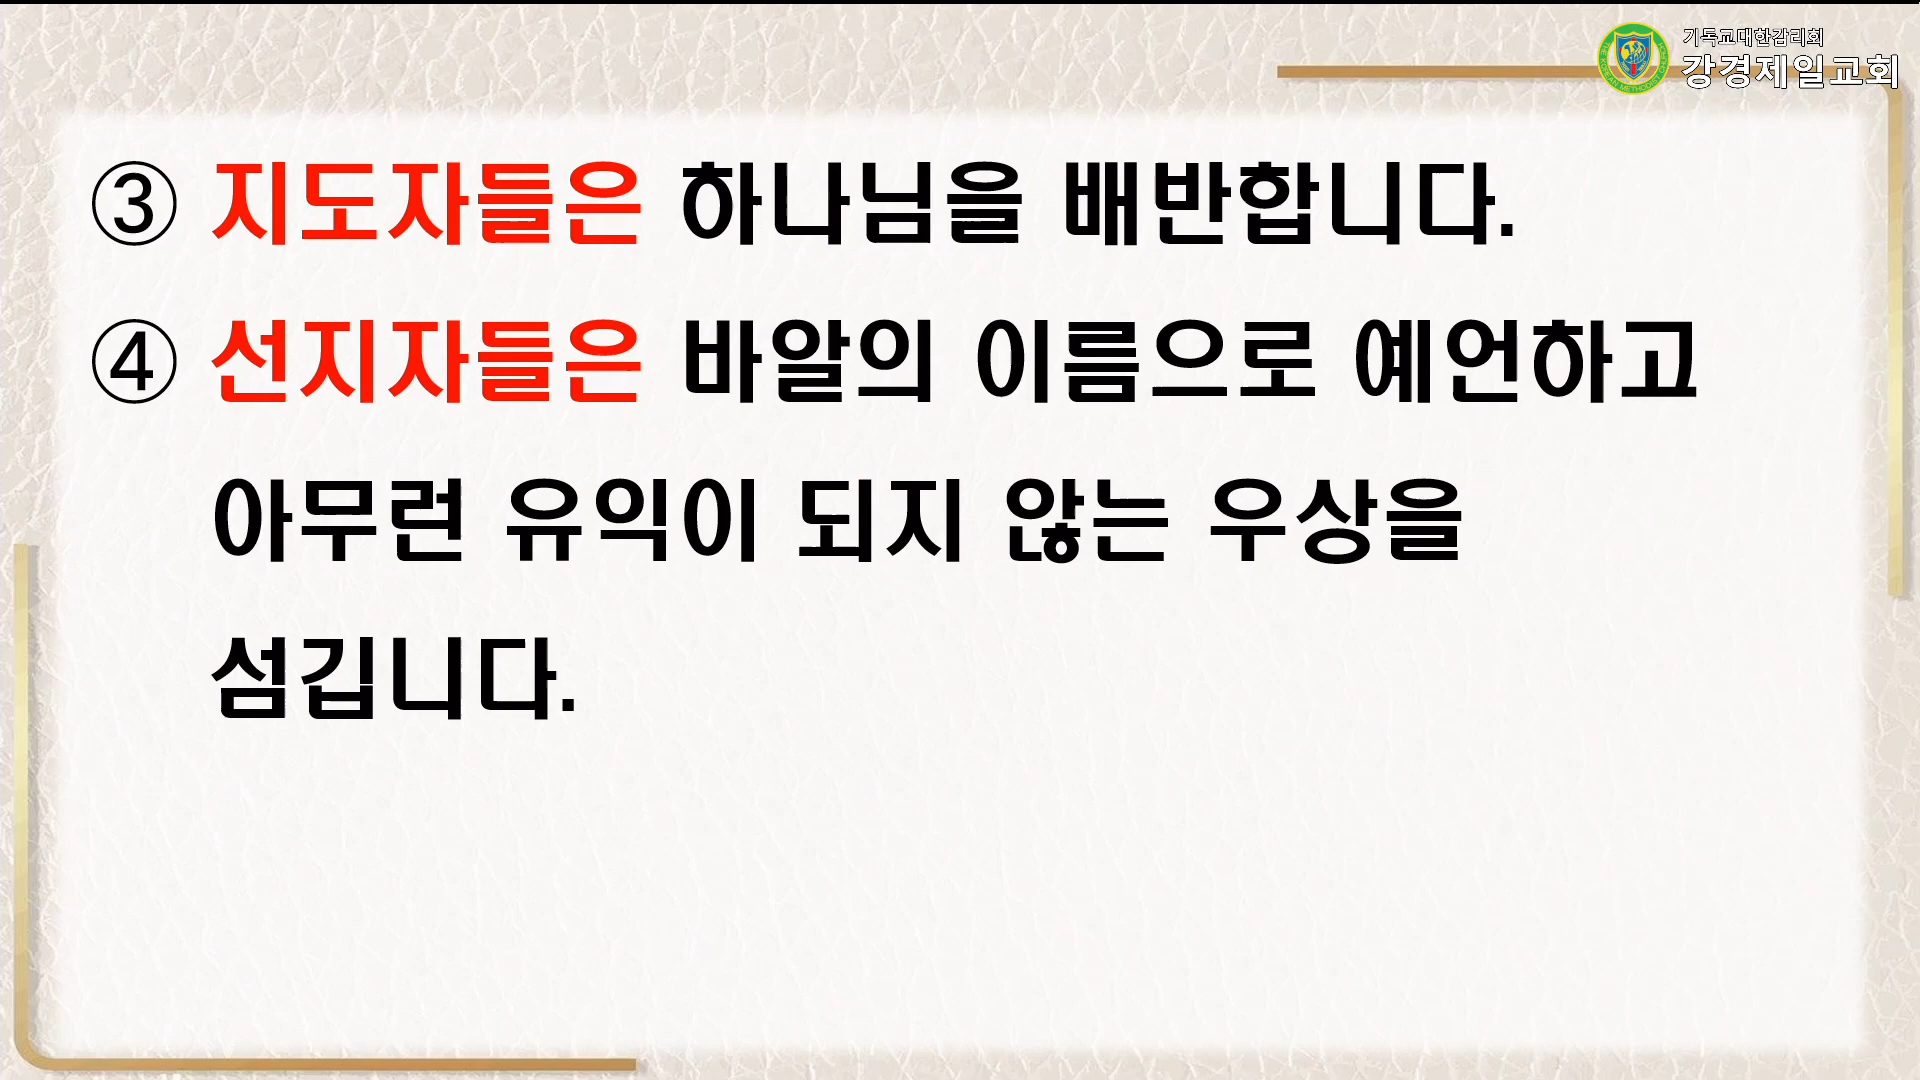 기독교대한감리회
강경제일교회
③ 지도자들은 하나님을 배반합니다.
④ 선지자들은 바알의 이름으로 예언하고
아무런 유익이 되지 않는 우상을
섬깁니다.